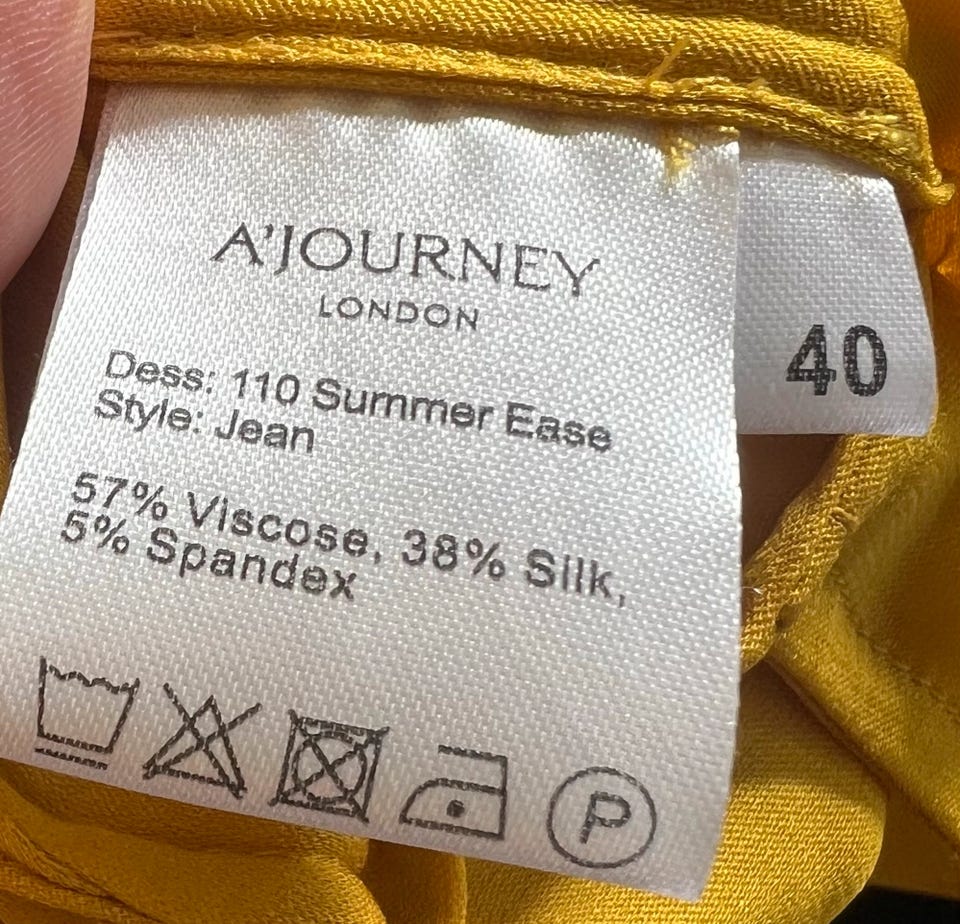 A'JOURNEY
LONDON
Dess: 110 Summer Ease
Style: Jean
57% Viscose, 38% Silk,
5% Spandex
P
40